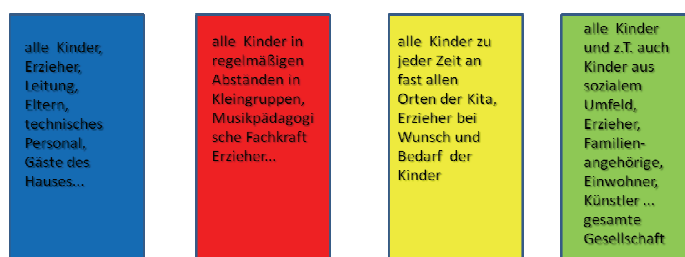 alle Kinder,
Erzieher,
Leitung,
Eltern,
technisches
Personal,
Gäste des
Hauses...
alle Kinder in
regelmäßigen
Abständen in
Kleingruppen,
Musikpädagogi
sche Fachkraft
Erzieher...
alle Kinder zu
jeder Zeit an
fast allen
Orten der Kita,
Erzieher bei
Wunsch und
Bedarf der
Kinder
alle Kinder
und z.T. auch
Kinder aus
sozialem
Umfeld,
Erzieher,
Familien-
angehörige,
Einwohner,
Künstler ...
gesamte
Gesellschaft